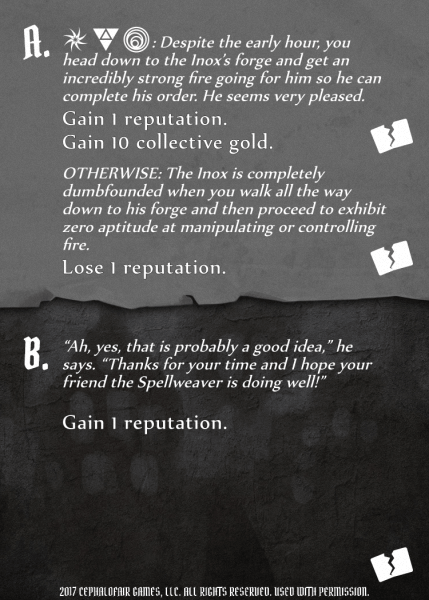 A. : Despite the early hour, you
head down to the Inox's forge and get an
incredibly strong fire going for him so he can
complete his order. He seems very pleased.
Gain 1 reputation.
Gain 10 collective gold.
OTHERWISE: The Inox is completely
dumbfounded when you walk all the way
down to his forge and then proceed to exhibit
zero aptitude at manipulating or controlling
fire.
Lose 1 reputation.
B. “Ah, yes, that is probably a good idea,” he
says. “Thanks for your time and I hope your
friend the Spellweaver is doing well!”
Gain 1 reputation.
2017 CEPHALOFAIR GAMES, LLC. ALL RIGHTS RESERVED. USED WITH PERMISSION.